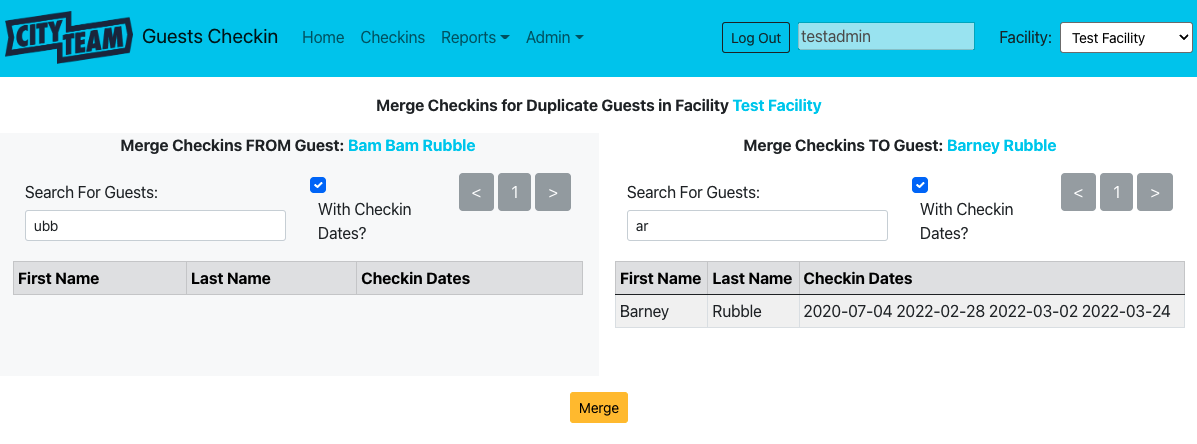 CITY TEAM Guests Checkin Home Checkins Reports Admin Log Out testadmin Facility: Test Facility
Merge Checkins for Duplicate Guests in Facility Test Facility
Merge Checkins FROM Guest: Bam Bam Rubble
Search For Guests:
ubb
With Checkin
Dates?
< 1 >
First Name Last Name Checkin Dates
Merge Checkins TO Guest: Barney Rubble
Search For Guests:
ar
With Checkin
Dates?
< 1 >
First Name Last Name Checkin Dates
Barney Rubble 2020-07-04 2022-02-28 2022-03-02 2022-03-24
Merge